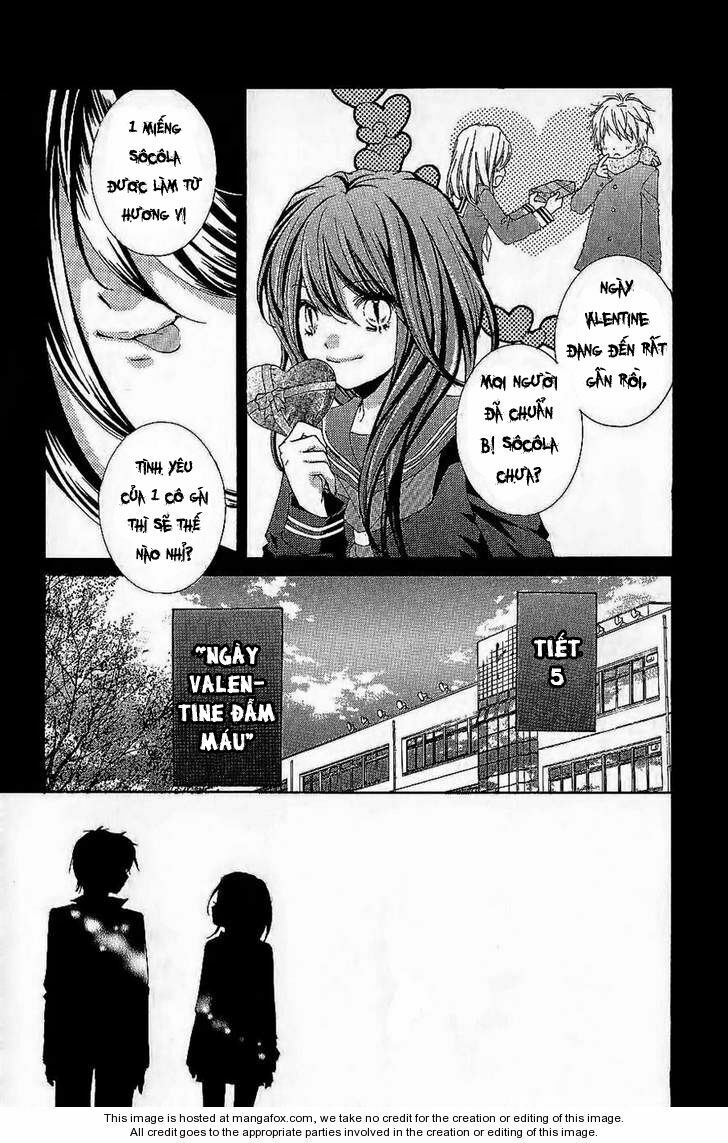 NGÀY
VALENTINE
ĐANG ĐẾN RẤT
GẦN RỒI,
MOI NGƯỜI
ĐÃ CHUẨN
BỊ SÔCÔLA
CHƯA?
1 MIẾNG
SÔCÔLA
ĐƯỢC LÀM TỪ
HƯƠNG VỊ
TÌNH YÊU
CỦA 1 CÔ GÁI
THÌ SẼ THẾ
NÀO NHỈ?
TIẾT
5
"NGÀY
VALEN-
TINE ĐẪM
MÁU"
This image is hosted at mangafox.com, we take no credit for the creation or editing of this image.
All credit goes to the appropriate parties involved in the creation or editing of this image.